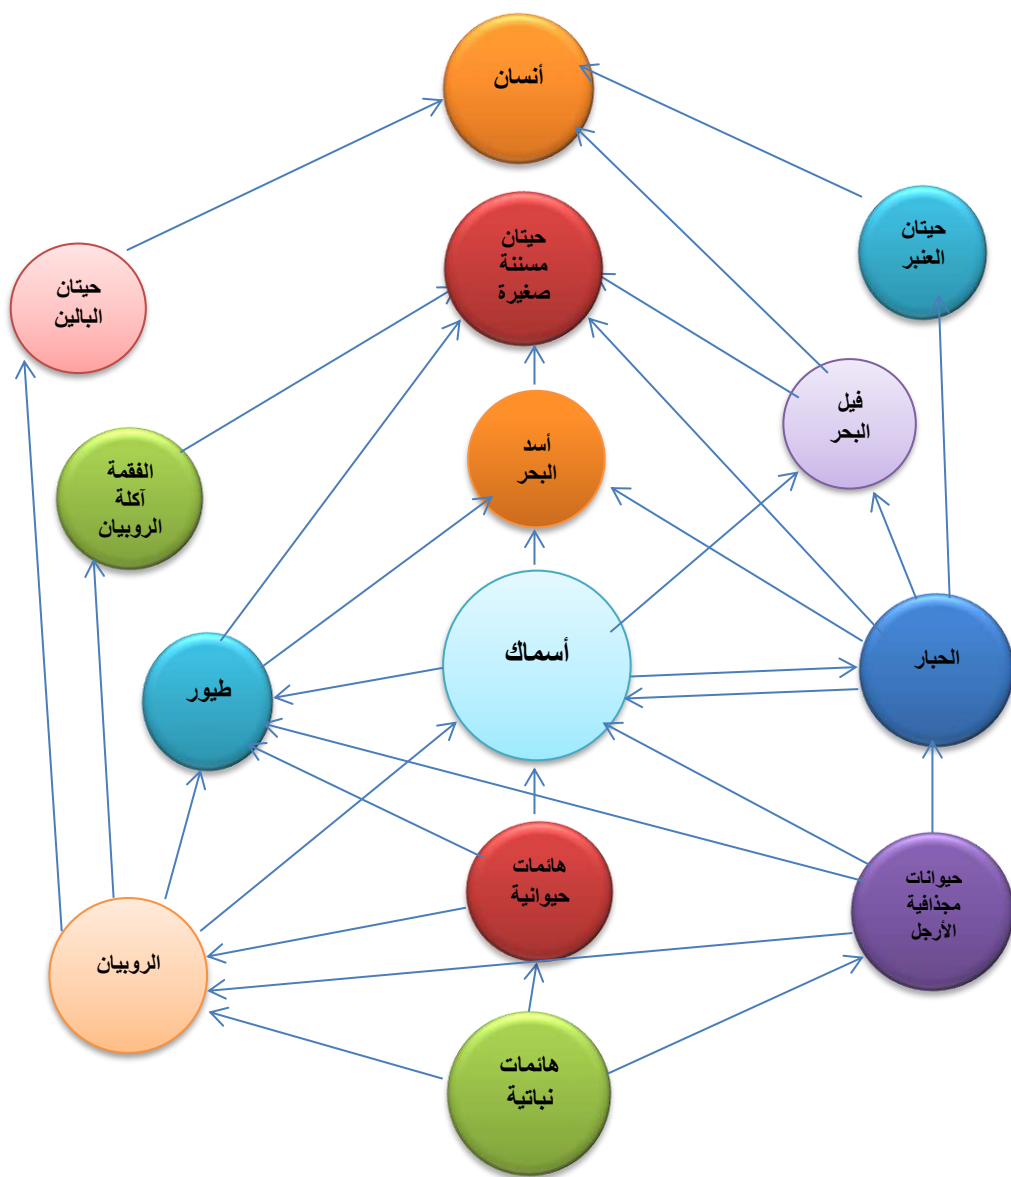 أنسان
حيتان
مسننة
صغيرة
حيتان
العنبر
حيتان
البالين
فيل
البحر
أسد
البحر
الفقمة
آكلة
الروبيان
أسماك
الحبار
طيور
هائمات
حيوانية
حيوانات
مجذافية
الأرجل
الروبيان
هائمات
نباتية